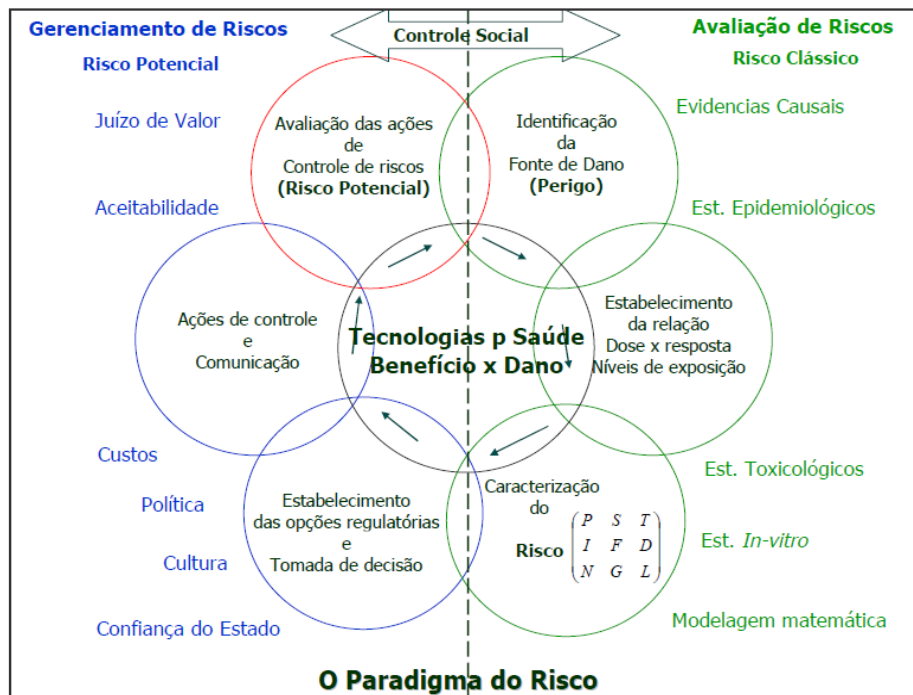 Gerenciamento de Riscos
Controle Social
Avaliação de Riscos
Risco Potencial
Risco Clássico
Juízo de Valor
Avaliação das ações
de
Controle de riscos
(Risco Potencial)
Identificação
da
Fonte de Dano
(Perigo)
Evidencias Causais
Aceitabilidade
Est. Epidemiológicos
Ações de controle
e
Comunicação
Tecnologias p Saúde
Benefício x Dano
Estabelecimento
da relação
Dose x resposta
Níveis de exposição
Custos
Política
Cultura
Confiança do Estado
Estabelecimento
das opções regulatórias
e
Tomada de decisão
Caracterização
do
Risco
P S T
I F D
N G L
Est. Toxicológicos
Est. In-vitro
Modelagem matemática
O Paradigma do Risco